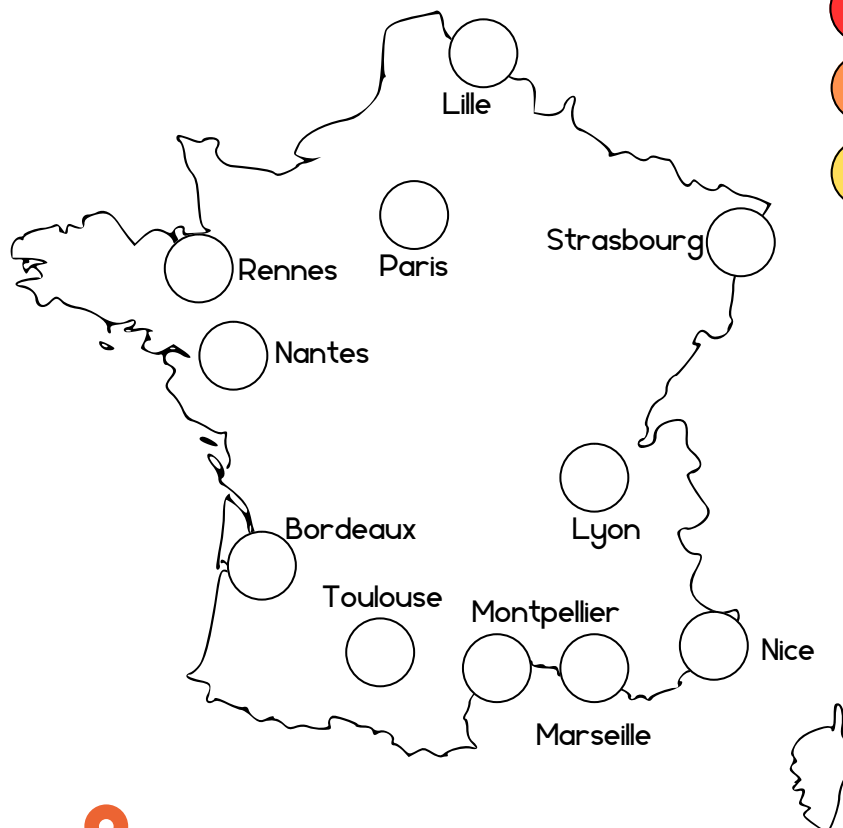 Lille
Strasbourg
Paris
Rennes
Nantes
Bordeaux
Lyon
Toulouse
Montpellier
Nice
Marseille